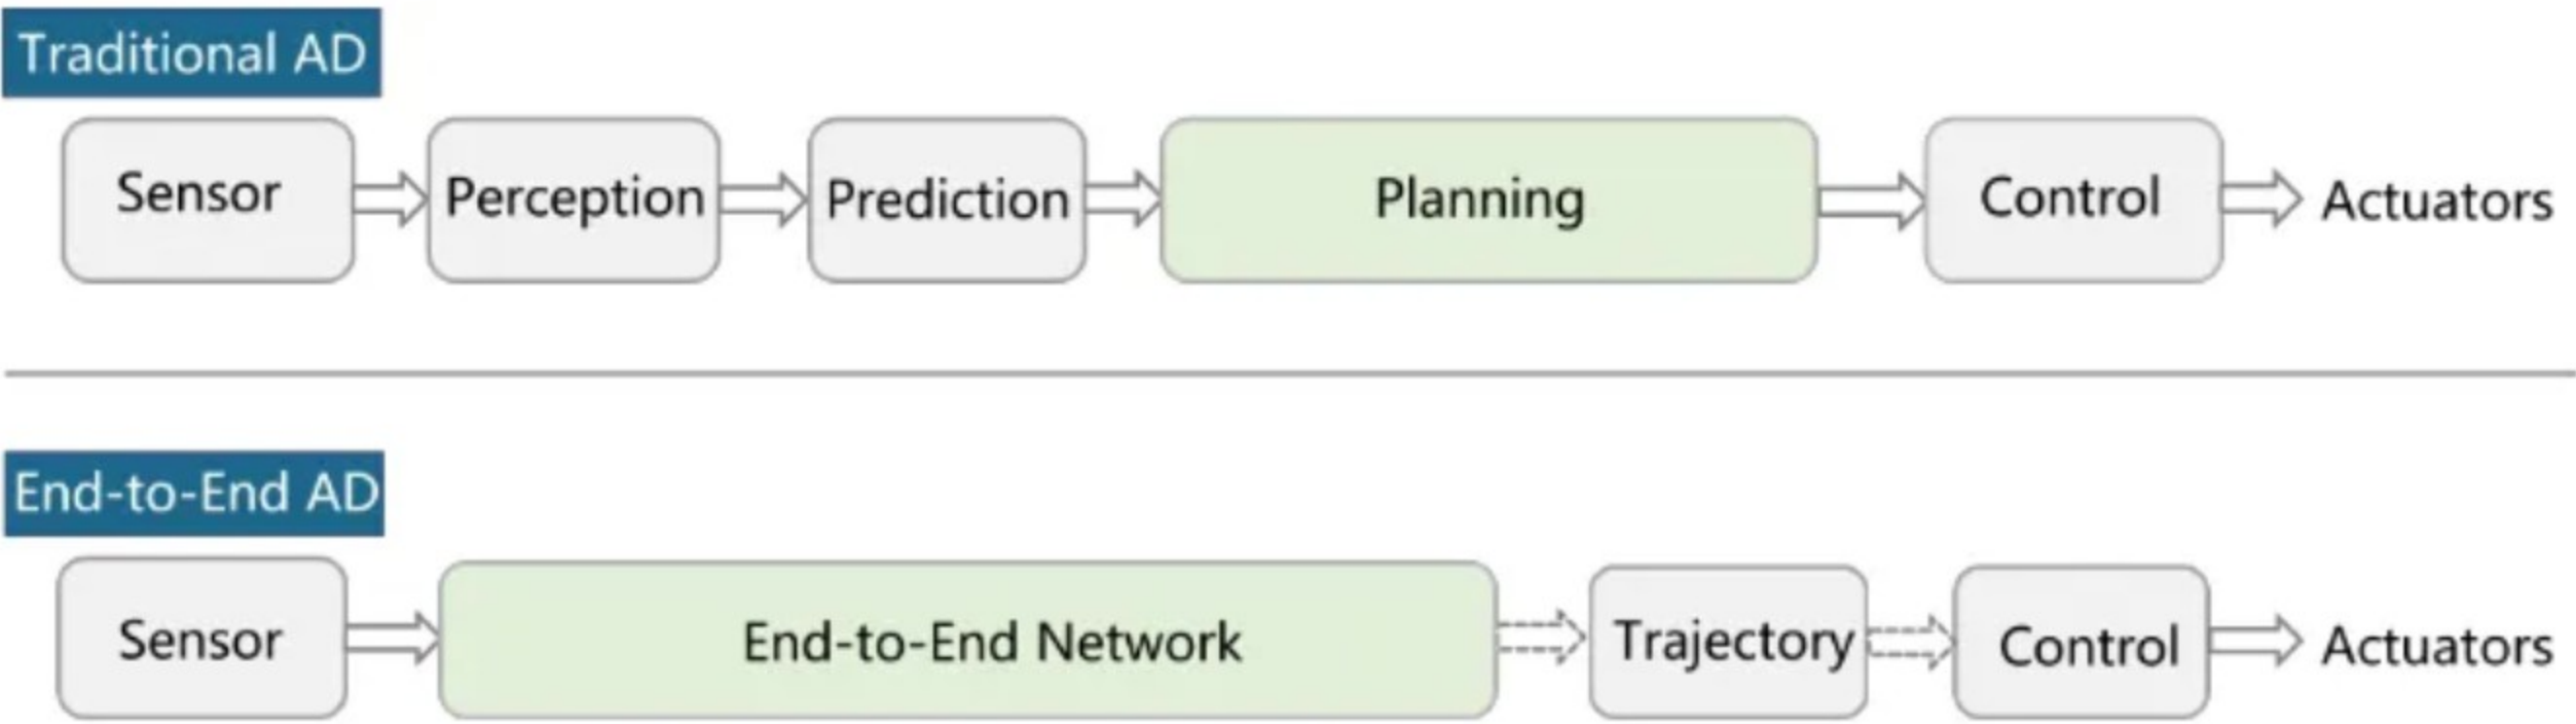 Traditional AD
Sensor
Perception
Prediction
Planning
Control
Actuators
End-to-End AD
Sensor
End-to-End Network
Trajectory
Control
Actuators